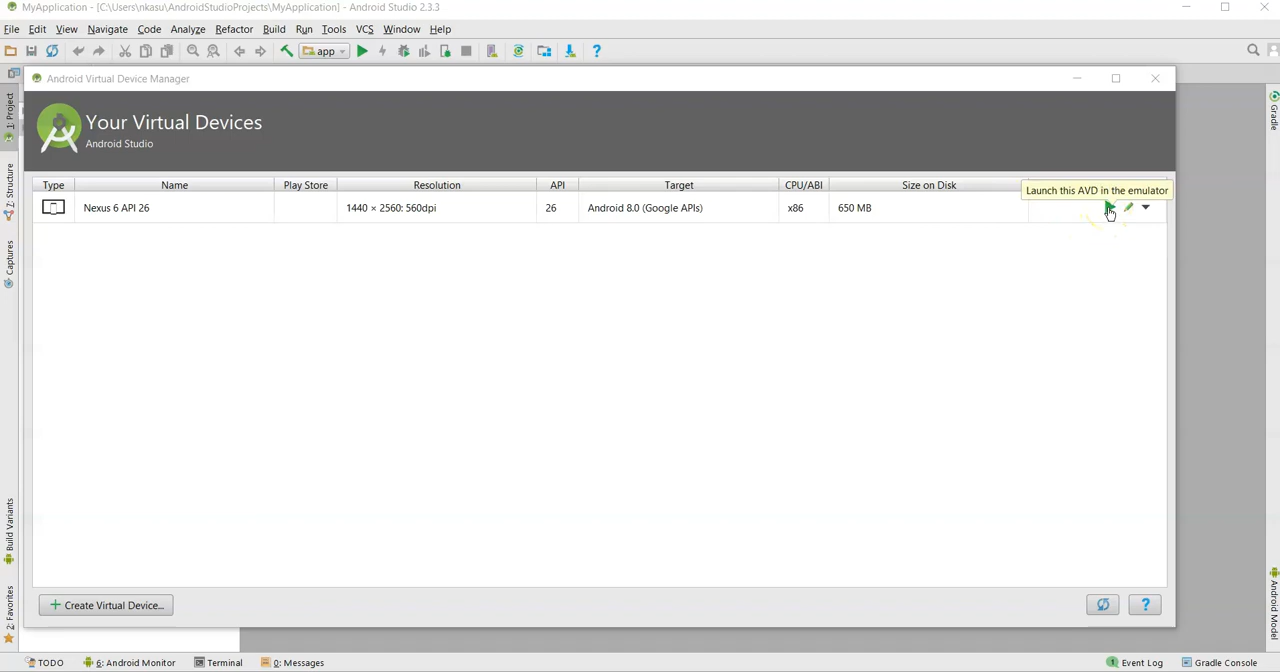 MyApplication - [C:\Users\nkasu\AndroidStudioProjects\MyApplication] - Android Studio 2.3.3
File Edit View Navigate Code Analyze Refactor Build Run Tools VCS Window Help
app
Android Virtual Device Manager
Your Virtual Devices
Android Studio
Type Name Play Store Resolution API Target CPU/ABI Size on Disk
Launch this AVD in the emulator
Nexus 6 API 26 1440 × 2560: 560dpi 26 Android 8.0 (Google APIs) x86 650 MB
1: Project
Z: Structure
Captures
Build Variants
2: Favorites
Gradle
Android Model
+ Create Virtual Device...
?
TODO 6: Android Monitor Terminal 0: Messages 1 Event Log Gradle Console